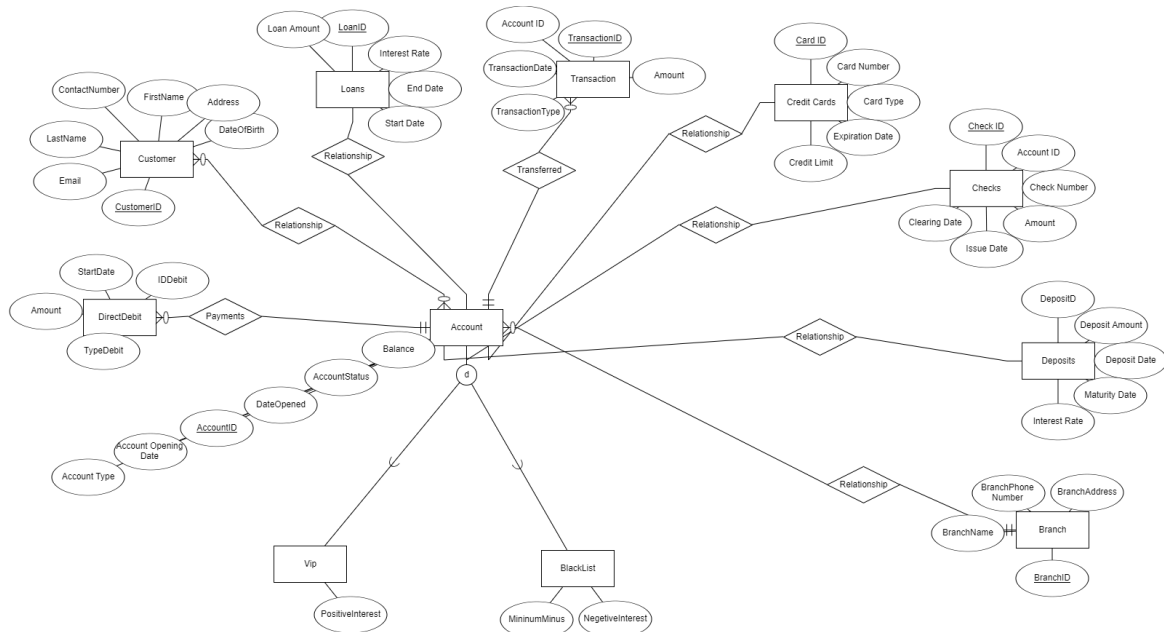 Loan Amount
LoanID
Interest Rate
End Date
Start Date
Loans
Relationship
Account ID
TransactionID
TransactionDate
Transaction
Amount
TransactionType
Transferred
Card ID
Card Number
Credit Cards
Card Type
Expiration Date
Credit Limit
Relationship
ContactNumber
FirstName
Address
DateOfBirth
LastName
Customer
Email
CustomerID
Relationship
Check ID
Account ID
Checks
Check Number
Clearing Date
Amount
Issue Date
Relationship
StartDate
IDDebit
Amount
DirectDebit
TypeDebit
Payments
Account
Balance
AccountStatus
DateOpened
AccountID
Account Opening
Date
Account Type
d
DepositD
Deposit Amount
Deposits
Deposit Date
Maturity Date
Interest Rate
Relationship
Relationship
BranchPhone
Number
BranchAddress
BranchName
Branch
BranchID
Vip
PositiveInterest
BlackList
MininumMinus
NegetiveInterest